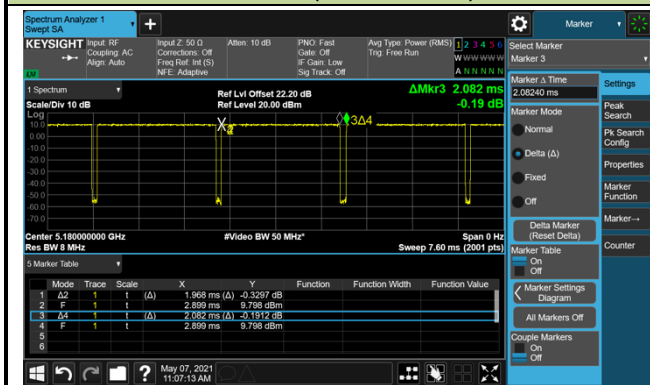 Spectrum Analyzer 1
Swept SA
Marker
KEYSIGHT
Input: RF
Coupling: AC
Align: Auto
Input Z: 50 Ω
Corrections: Off
Freq Ref: Int (S)
NFE: Adaptive
Atten: 10 dB
PNO: Fast
Gate: Off
IF Gain: Low
Sig Track: Off
Avg Type: Power (RMS)
Trig: Free Run
1 2 3 4 5 6
W W W W W W
A N N N N N
LXI
Select Marker
Marker 3
1 Spectrum
Scale/Div 10 dB
Ref Lvl Offset 22.20 dB
Ref Level 20.00 dBm
ΔMkr3 2.082 ms
-0.19 dB
Log
10.0
0.00
-10.0
-20.0
-30.0
-40.0
-50.0
-60.0
-70.0
X
2
3Δ4
Center 5.180000000 GHz
Res BW 8 MHz
#Video BW 50 MHz*
Span 0 Hz
Sweep 7.60 ms (2001 pts)
5 Marker Table
Mode Trace Scale X Y Function Function Width Function Value
1 Δ2 1 t (Δ) 1.968 ms (Δ) -0.3297 dB
2 F 1 t 2.899 ms 9.798 dBm
3 Δ4 1 t (Δ) 2.082 ms (Δ) -0.1912 dB
4 F 1 t 2.899 ms 9.798 dBm
5
6
Marker Δ Time
2.08240 ms
Marker Mode
Normal
Delta (Δ)
Fixed
Off
Delta Marker
(Reset Delta)
Marker Table
On
Off
Marker Settings
Diagram
All Markers Off
Couple Markers
On
Off
Settings
Peak
Search
Pk Search
Config
Properties
Marker
Function
Marker→
Counter
May 07, 2021
11:07:13 AM